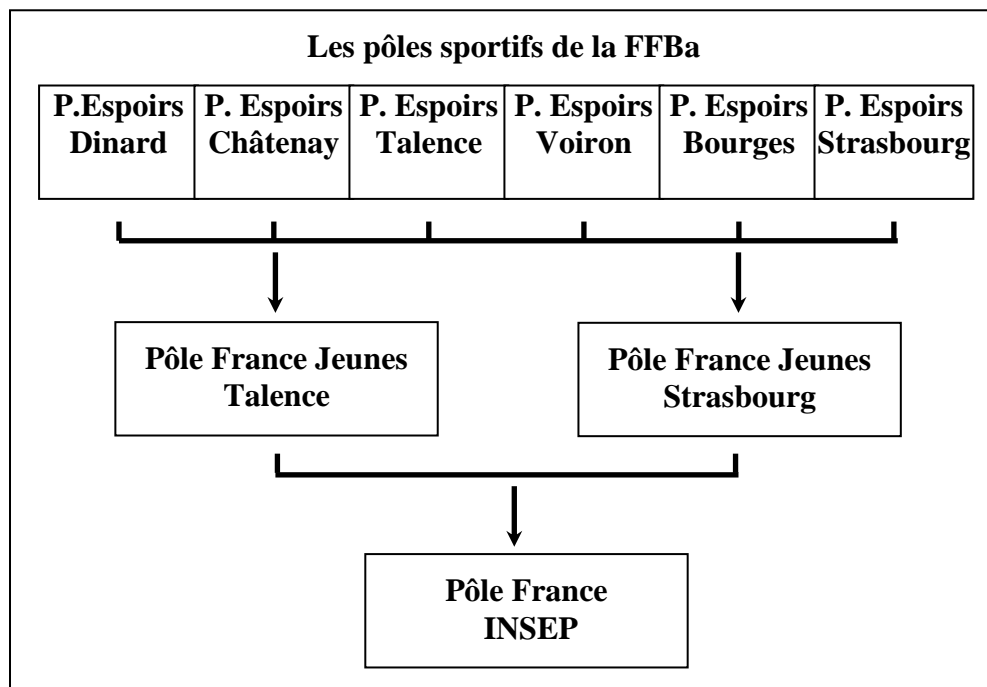 Les pôles sportifs de la FFBa
P.Espoirs Dinard
P. Espoirs Châtenay
P. Espoirs Talence
P. Espoirs Voiron
P. Espoirs Bourges
P. Espoirs Strasbourg
Pôle France Jeunes
Talence
Pôle France Jeunes
Strasbourg
Pôle France
INSEP